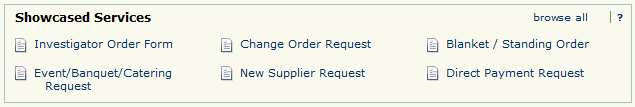 Showcased Services browse all | ?
Investigator Order Form Change Order Request Blanket / Standing Order
Event/Banquet/Catering New Supplier Request Direct Payment Request
Request